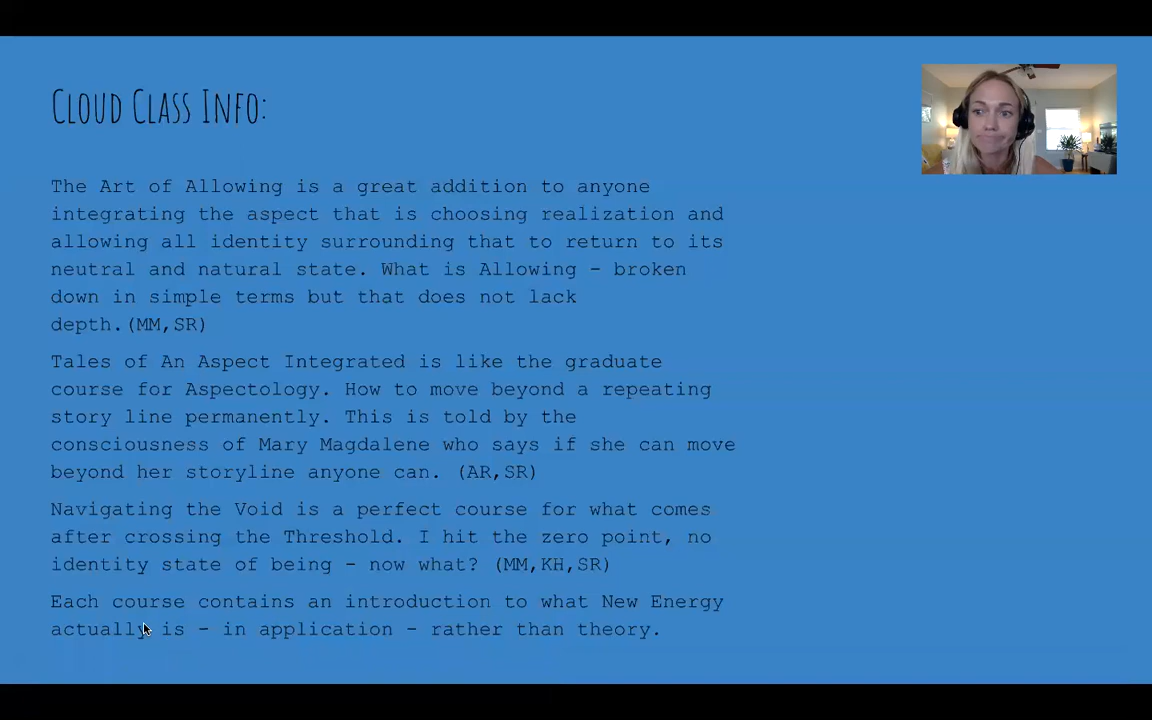 Cloud Class Info:
The Art of Allowing is a great addition to anyone
integrating the aspect that is choosing realization and
allowing all identity surrounding that to return to its
neutral and natural state. What is Allowing - broken
down in simple terms but that does not lack
depth.(MM,SR)
Tales of An Aspect Integrated is like the graduate
course for Aspectology. How to move beyond a repeating
story line permanently. This is told by the
consciousness of Mary Magdalene who says if she can move
beyond her storyline anyone can. (AR,SR)
Navigating the Void is a perfect course for what comes
after crossing the Threshold. I hit the zero point, no
identity state of being - now what? (MM,KH,SR)
Each course contains an introduction to what New Energy
actually is - in application - rather than theory.